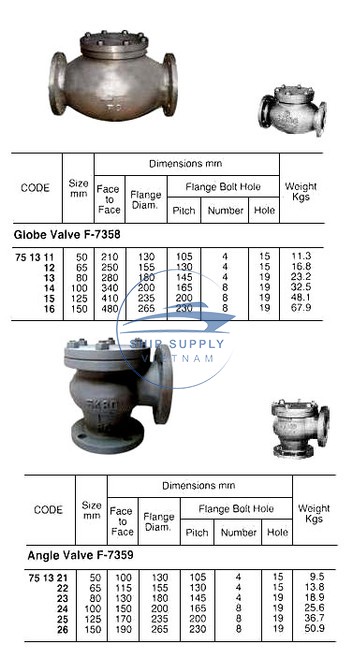 Dimensions mm
CODE
Size mm
Face to Face
Flange Diam.
Flange Bolt Hole
Pitch Number Hole
Weight Kgs
Globe Valve F-7358
75 13 11 50 210 130 105 4 15 11.3
12 65 250 155 130 4 15 16.8
13 80 280 180 145 4 19 23.2
14 100 340 200 165 8 19 32.5
15 125 410 235 200 8 19 48.1
16 150 480 265 230 8 19 67.9
SHIP SUPPLY
VIETNAM
5K80
Dimensions mm
CODE
Size mm
Face to Face
Flange Diam.
Flange Bolt Hole
Pitch Number Hole
Weight Kgs
Angle Valve F-7359
75 13 21 50 100 130 105 4 15 9.5
22 65 115 155 130 4 15 13.8
23 80 130 180 145 4 19 18.9
24 100 150 200 165 8 19 25.6
25 125 170 235 200 8 19 36.7
26 150 190 265 230 8 19 50.9